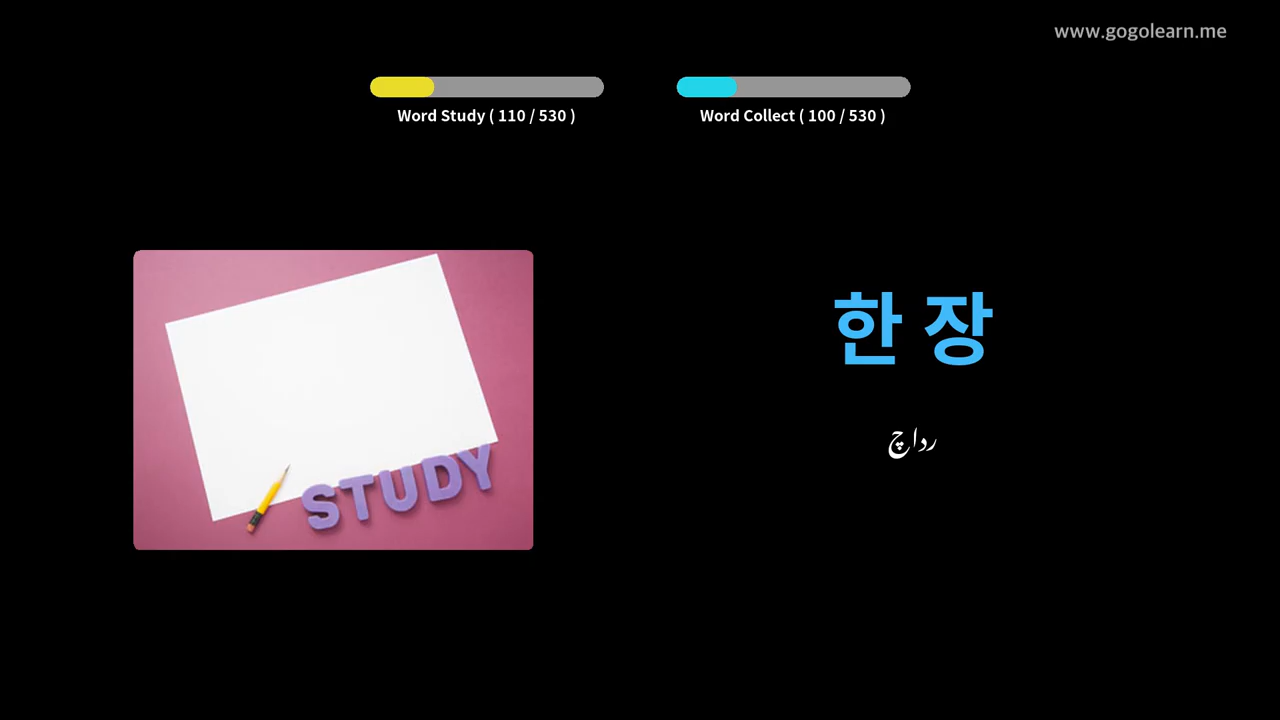 www.gogolearn.me
Word Study ( 110 / 530 )
Word Collect ( 100 / 530 )
한 장
رداچ
STUDY